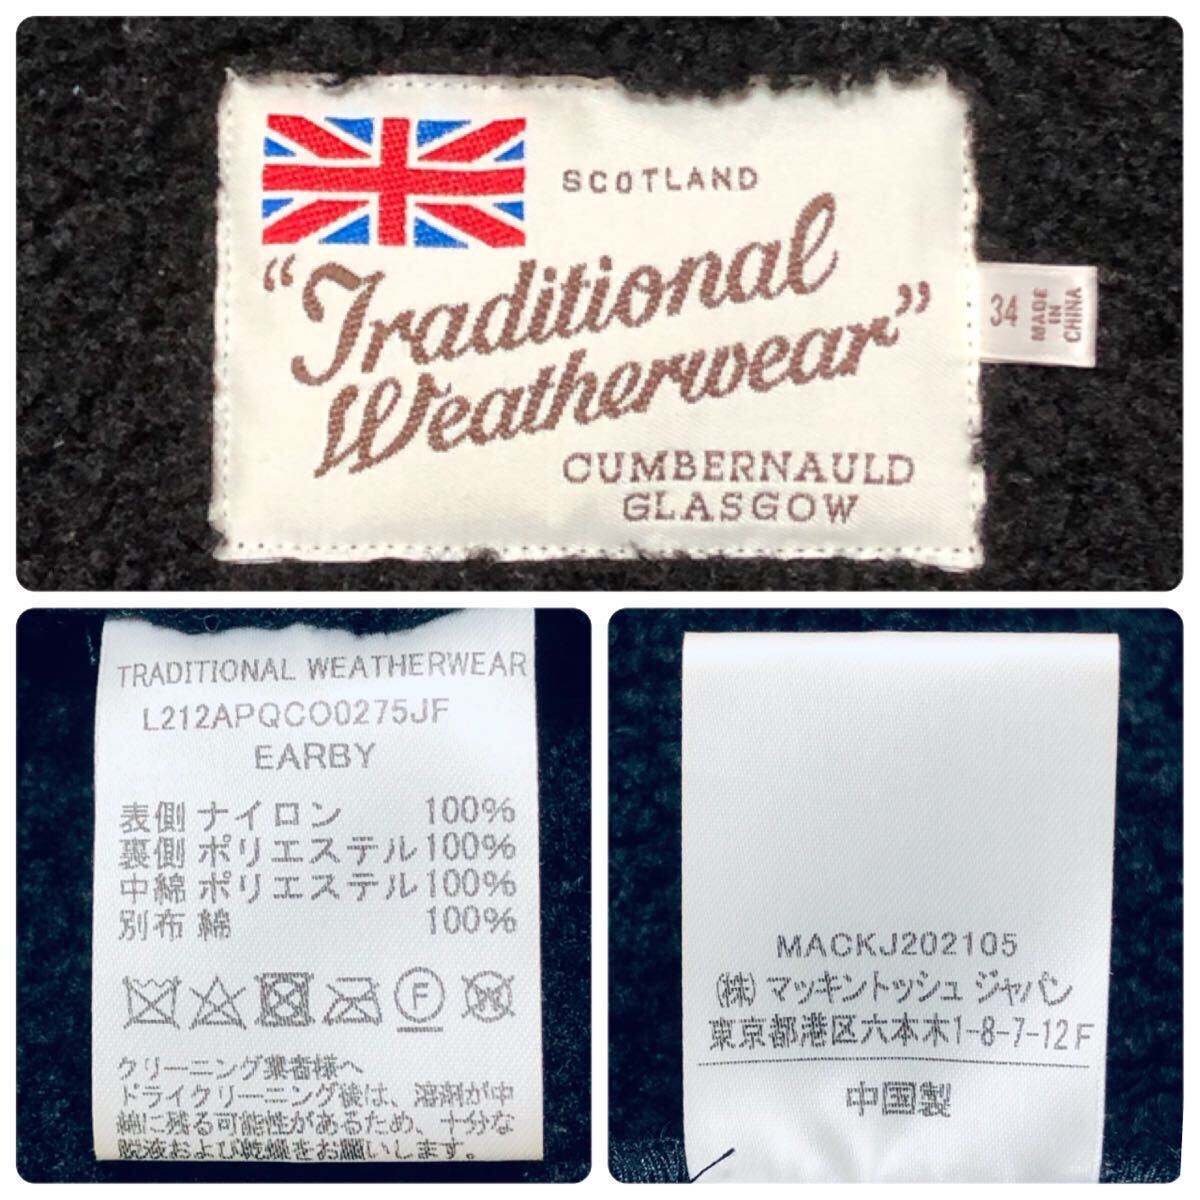 SCOTLAND
"Traditional
Weatherwear"
CUMBERNAULD
GLASGOW
34
MADE
IN
CHINA
TRADITIONAL WEATHERWEAR
L212APQCO0275JF
EARBY
表側 ナイロン 100%
裏側 ポリエステル 100%
中綿 ポリエステル 100%
別布 綿 100%
F
W
クリーニング業者様へ
ドライクリーニング後は、溶剤が中
綿に残る可能性があるため、十分な
脱液および乾燥をお願いします。
MACKJ202105
(株) マッキントッシュ ジャパン
東京都港区六本木1-8-7-12F
中国製